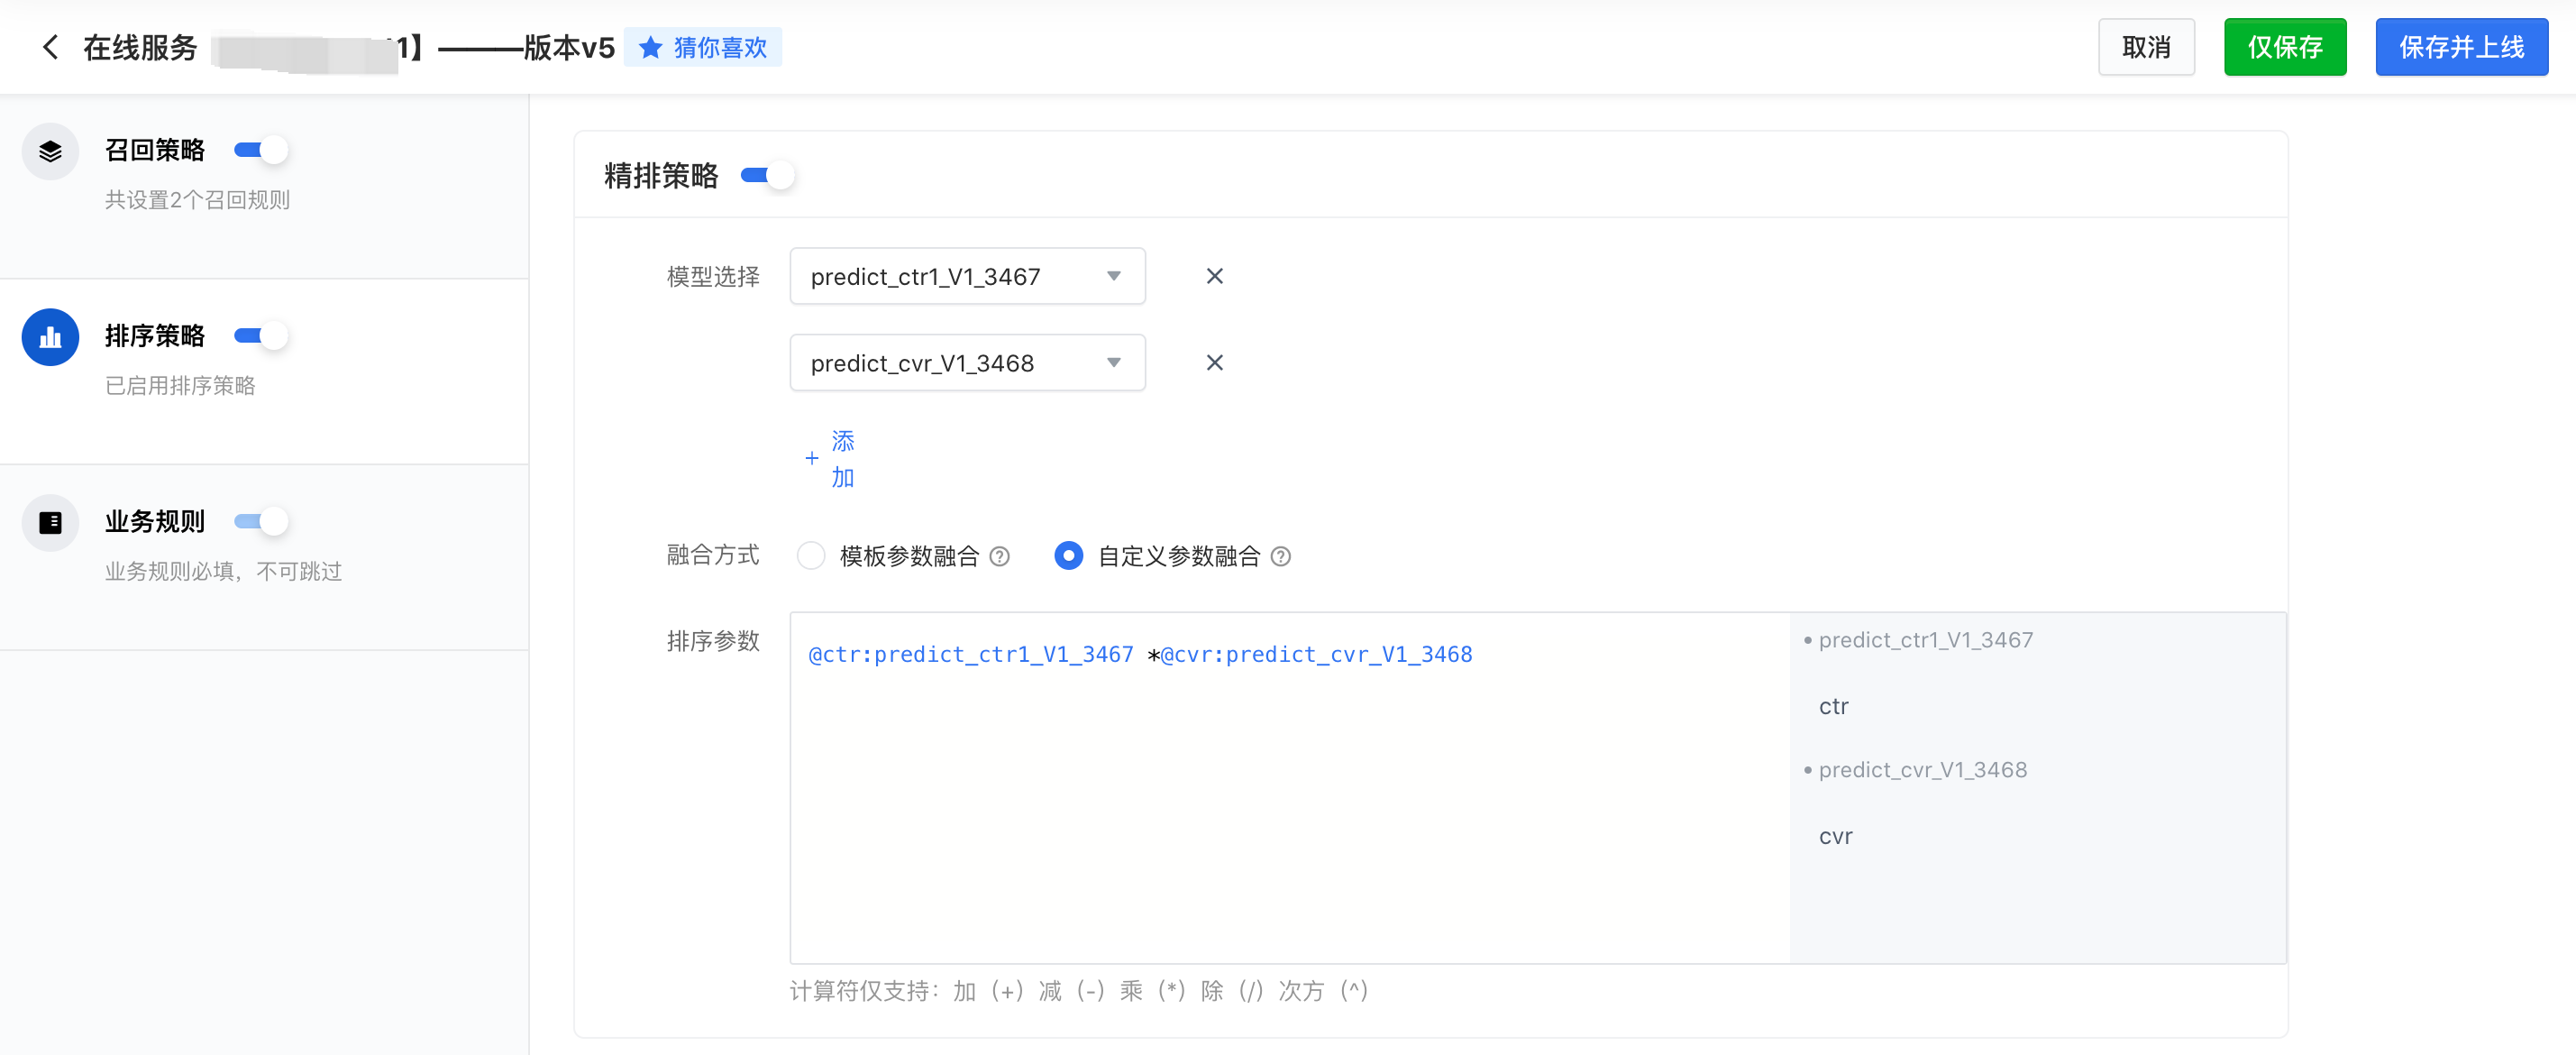 在线服务 1】———版本v5 猜你喜欢
取消 仅保存 保存并上线
召回策略
共设置2个召回规则
排序策略
已启用排序策略
业务规则
业务规则必填，不可跳过
精排策略
模型选择 predict_ctr1_V1_3467
predict_cvr_V1_3468
+ 添
加
融合方式 模板参数融合 ? 自定义参数融合 ?
排序参数
@ctr:predict_ctr1_V1_3467 *@cvr:predict_cvr_V1_3468
• predict_ctr1_V1_3467
ctr
• predict_cvr_V1_3468
cvr
计算符仅支持：加（+）减（-）乘（*）除（/）次方（^）